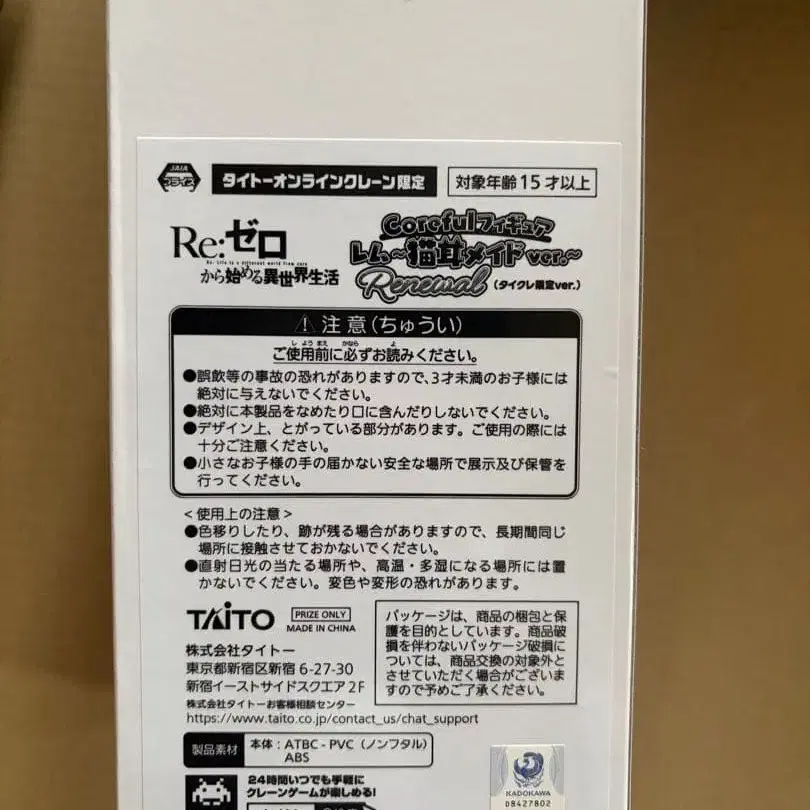 JAIA
プライズ
タイトーオンラインクレーン限定
対象年齢15才以上
Re:ゼロ
Re: Life in a different world from zero
から始める異世界生活
Corefulフィギュア
レム~猫耳メイドver.~
Renewal
(タイクレ限定ver.)
注意(ちゅうい)
ご使用前に必ずお読みください。
●誤飲等の事故の恐れがありますので、3才未満のお子様には
絶対に与えないでください。
●絶対に本製品をなめたり口に含んだりしないでください。
●デザイン上、とがっている部分があります。ご使用の際には
十分ご注意ください。
●小さなお子様の手の届かない安全な場所で展示及び保管を
行ってください。
<使用上の注意>
●色移りしたり、跡が残る場合がありますので、長期間同じ
場所に接触させておかないでください。
●直射日光の当たる場所や、高温・多湿になる場所には置
かないでください。変色や変形の恐れがあります。
TAITO
PRIZE ONLY
MADE IN CHINA
株式会社タイトー
東京都新宿区新宿6-27-30
新宿イーストサイドスクエア2F
株式会社タイトーお客様相談センター
https://www.taito.co.jp/contact_us/chat_support
パッケージは、商品の梱包と保
護を目的としています。商品破
損を伴わないパッケージ破損に
ついては、商品交換の対象外と
させていただく場合がございま
すので予めご了承ください。
製品素材
本体:ATBC-PVC(ノンフタル)
ABS
24時間いつでも手軽に
クレーンゲームが楽しめる!
KADOKAWA
D8427802